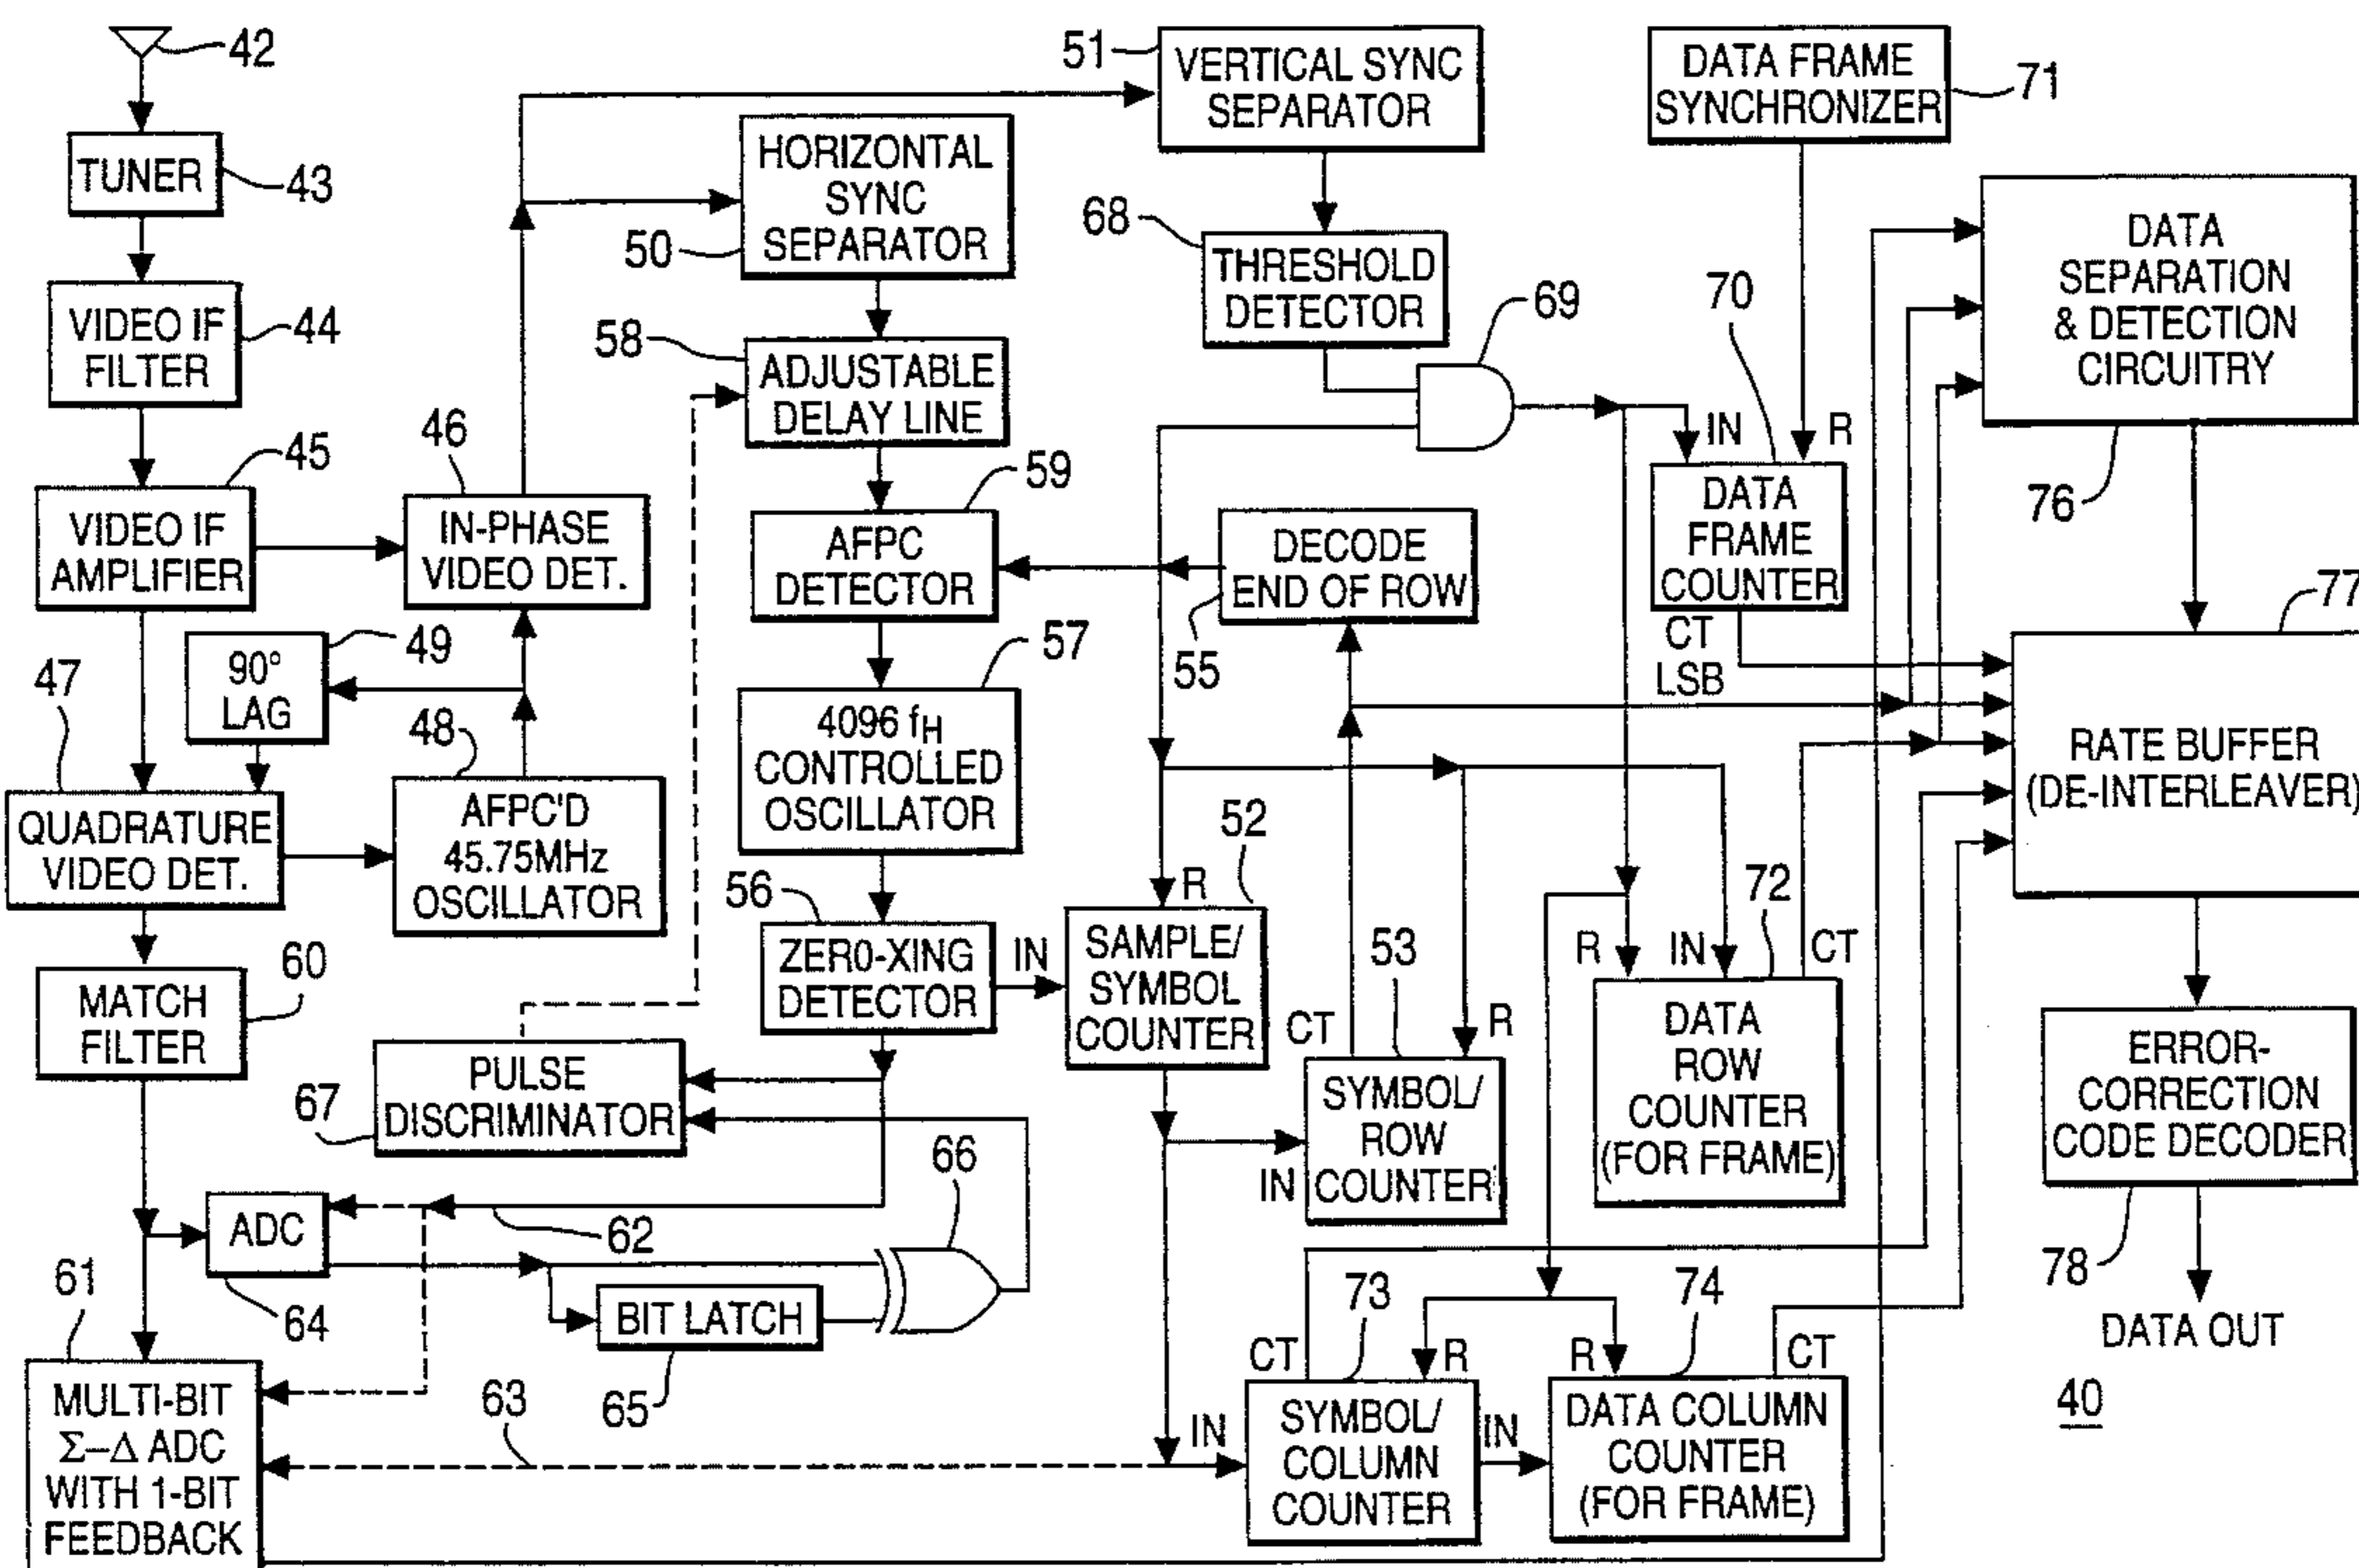 42
TUNER
43
VIDEO IF
FILTER
44
45
VIDEO IF
AMPLIFIER
46
IN-PHASE
VIDEO DET.
49
90°
LAG
47
QUADRATURE
VIDEO DET.
48
AFPC'D
45.75MHz
OSCILLATOR
60
MATCH
FILTER
51
VERTICAL SYNC
SEPARATOR
HORIZONTAL
SYNC
SEPARATOR
50
58
ADJUSTABLE
DELAY LINE
59
AFPC
DETECTOR
57
4096 fH
CONTROLLED
OSCILLATOR
56
ZER0-XING
DETECTOR
IN
PULSE
DISCRIMINATOR
67
66
ADC
64
62
BIT LATCH
65
61
MULTI-BIT
Σ–Δ ADC
WITH 1-BIT
FEEDBACK
63
68
THRESHOLD
DETECTOR
69
DECODE
END OF ROW
55
R
52
SAMPLE/
SYMBOL
COUNTER
CT
53
R
SYMBOL/
ROW
COUNTER
IN
DATA FRAME
SYNCHRONIZER
71
70
IN
R
DATA
FRAME
COUNTER
CT
LSB
R
IN
72
CT
DATA
ROW
COUNTER
(FOR FRAME)
CT
73
R
IN
SYMBOL/
COLUMN
COUNTER
IN
R
74
CT
DATA COLUMN
COUNTER
(FOR FRAME)
DATA
SEPARATION
& DETECTION
CIRCUITRY
76
77
RATE BUFFER
(DE-INTERLEAVER)
ERROR-
CORRECTION
CODE DECODER
78
DATA OUT
40